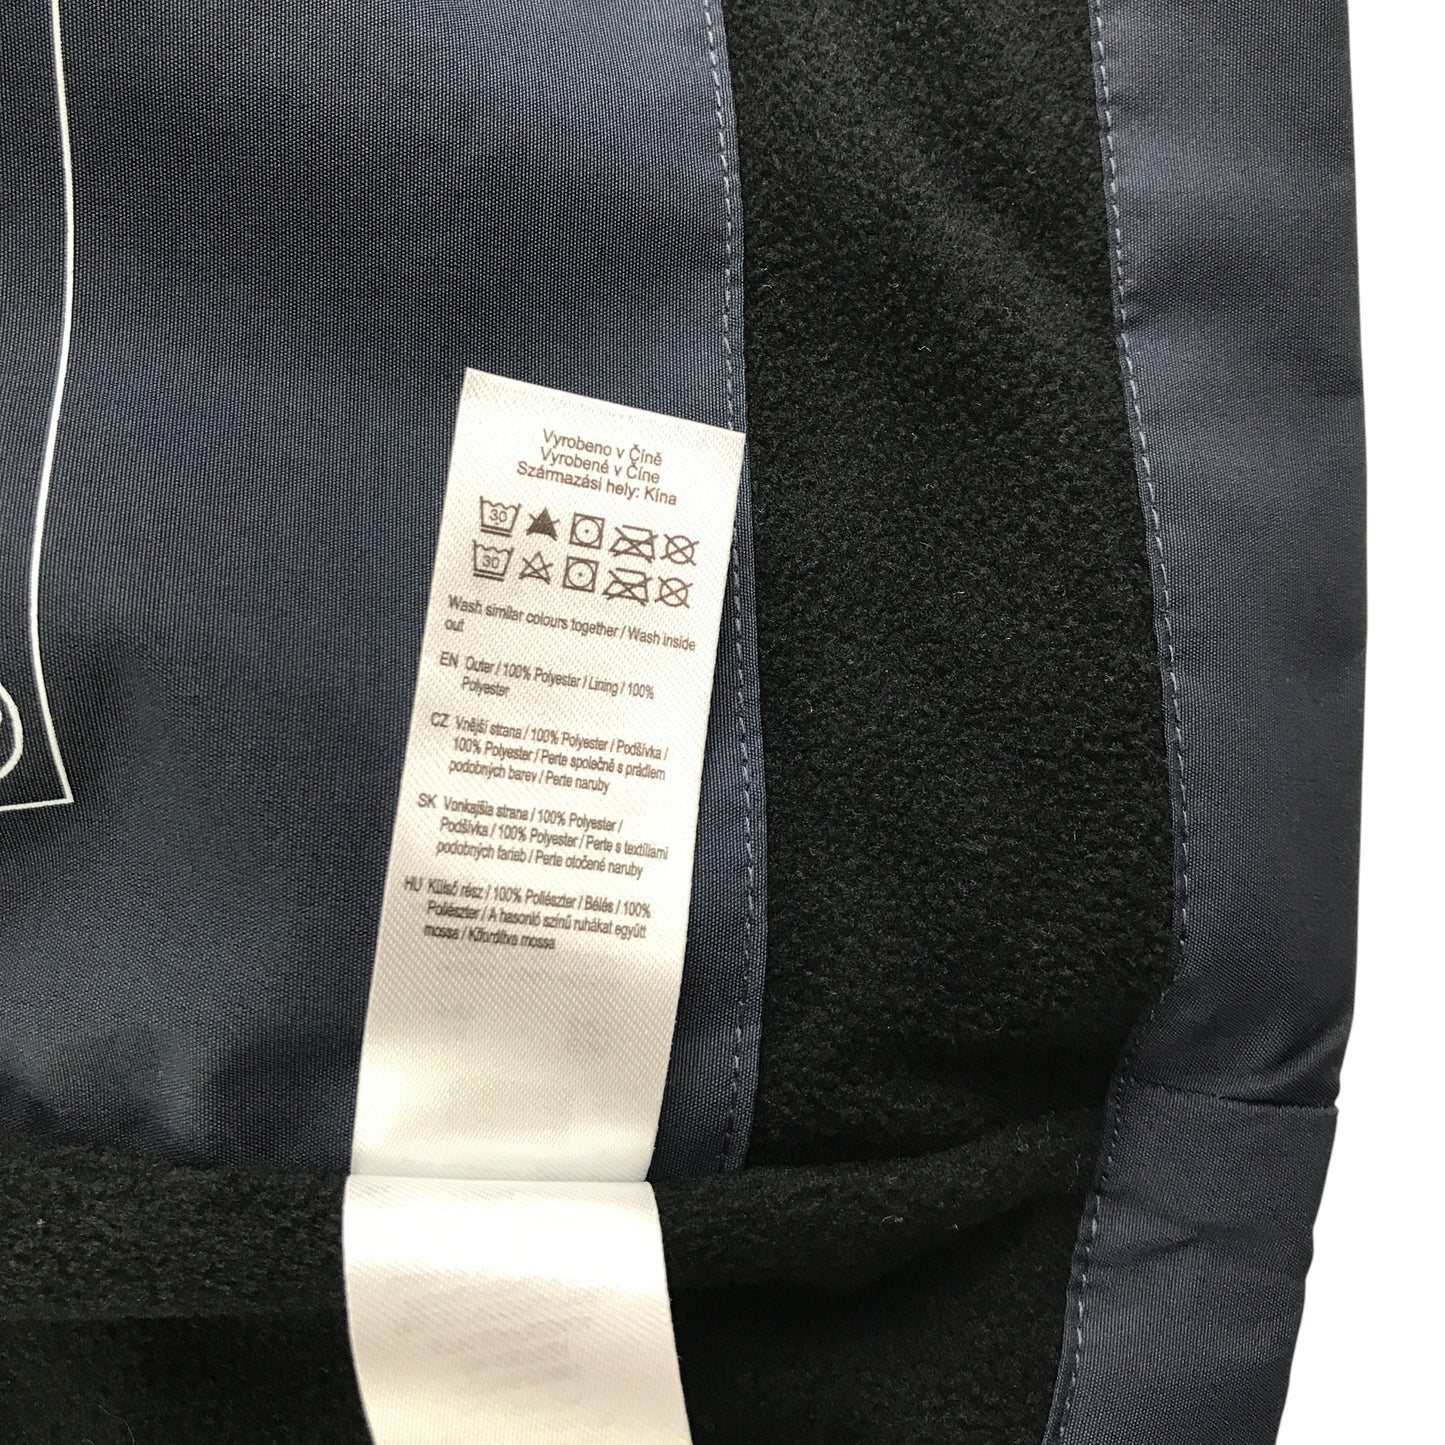 Vyrobeno v Číně
Vyrobené v Číne
Származási hely: Kína
30
30
Wash similar colours together / Wash inside
out
EN Outer / 100% Polyester / Lining / 100%
Polyester
CZ Vnější strana / 100% Polyester / Podšívka /
100% Polyester / Perte společně s prádlem
podobných barev / Perte naruby
SK Vonkajšia strana / 100% Polyester /
Podšívka / 100% Polyester / Perte s textíliami
podobných farieb / Perte otočené naruby
HU Külső rész / 100% Poliészter / Bélés / 100%
Poliészter / A hasonló színű ruhákat együtt
mossa / Kifordítva mossa